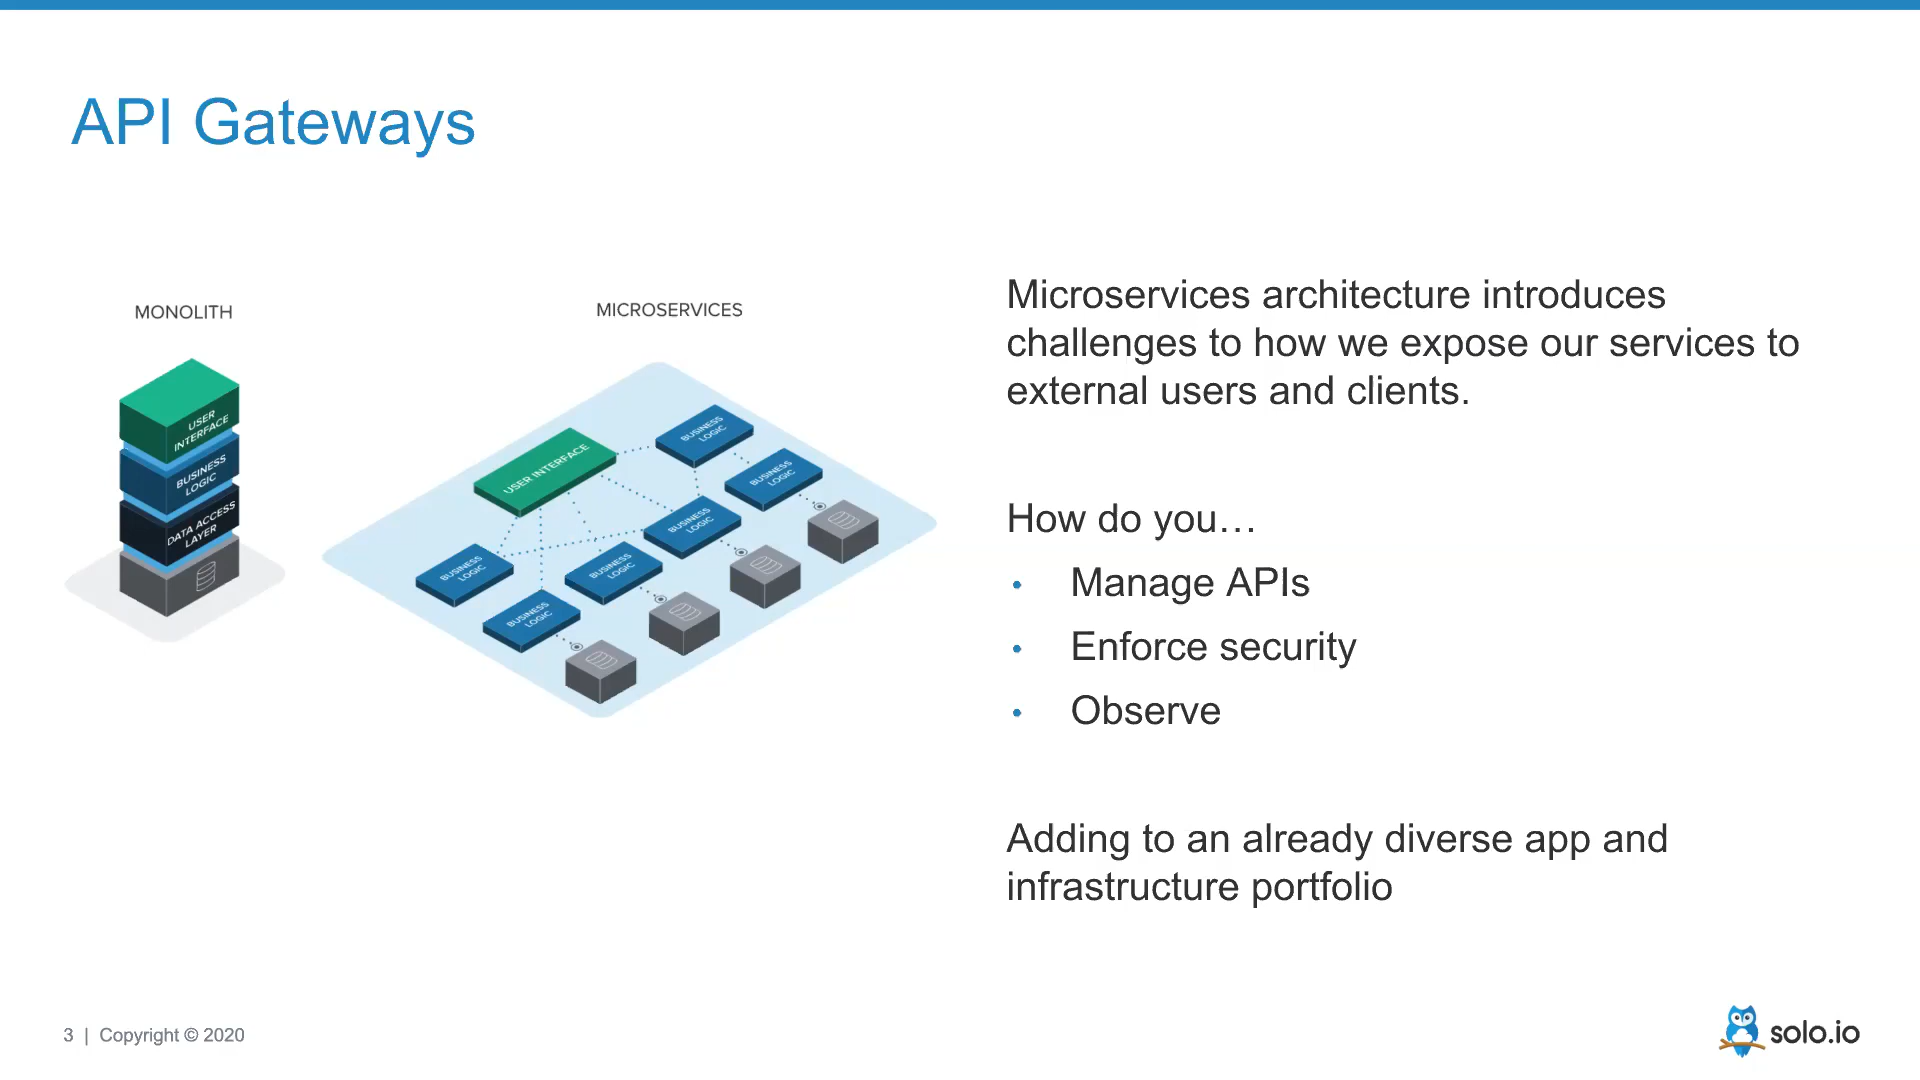 API Gateways
MONOLITH
USER
INTERFACE
BUSINESS
LOGIC
DATA ACCESS
LAYER
MICROSERVICES
USER INTERFACE
BUSINESS
LOGIC
BUSINESS
LOGIC
BUSINESS
LOGIC
BUSINESS
LOGIC
BUSINESS
LOGIC
BUSINESS
LOGIC
Microservices architecture introduces
challenges to how we expose our services to
external users and clients.
How do you…
• Manage APIs
• Enforce security
• Observe
Adding to an already diverse app and
infrastructure portfolio
3 | Copyright © 2020
solo.io